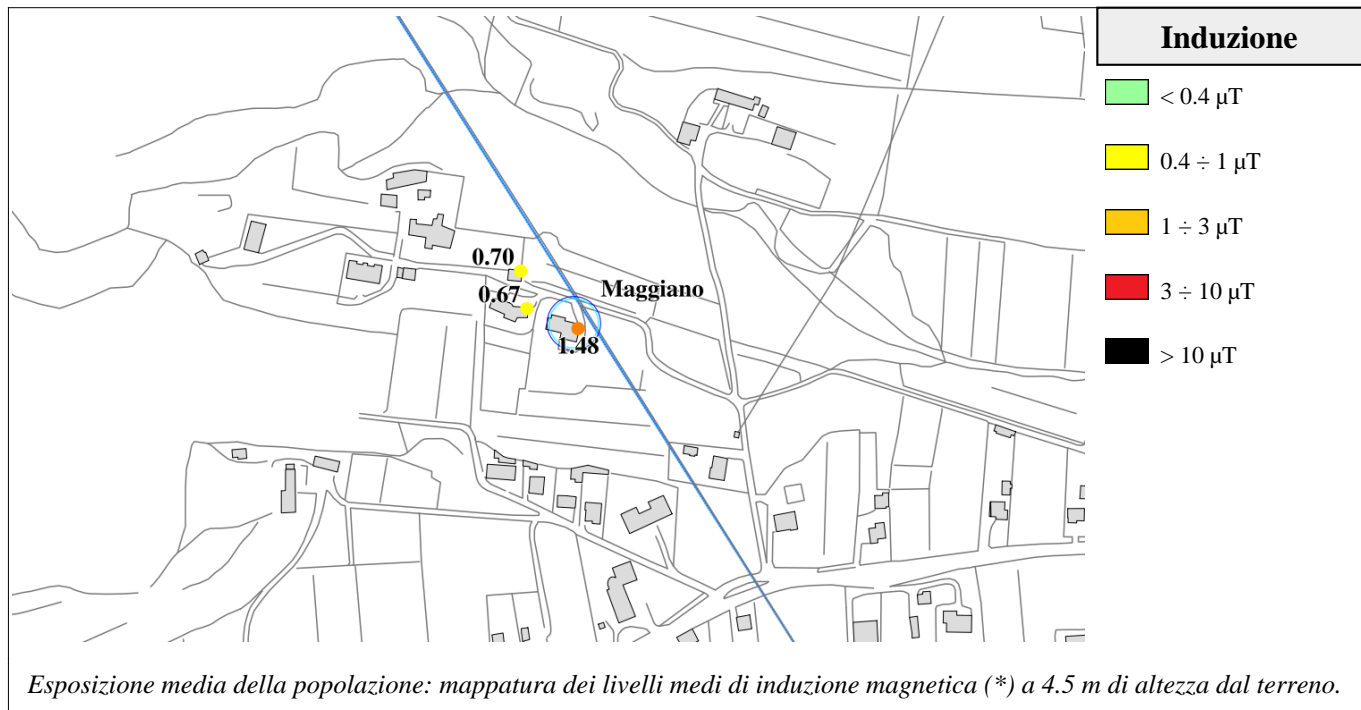 Induzione
< 0.4 µT
0.4 ÷ 1 µT
1 ÷ 3 µT
3 ÷ 10 µT
> 10 µT
0.70
Maggiano
0.67
1.48
Esposizione media della popolazione: mappatura dei livelli medi di induzione magnetica (*) a 4.5 m di altezza dal terreno.